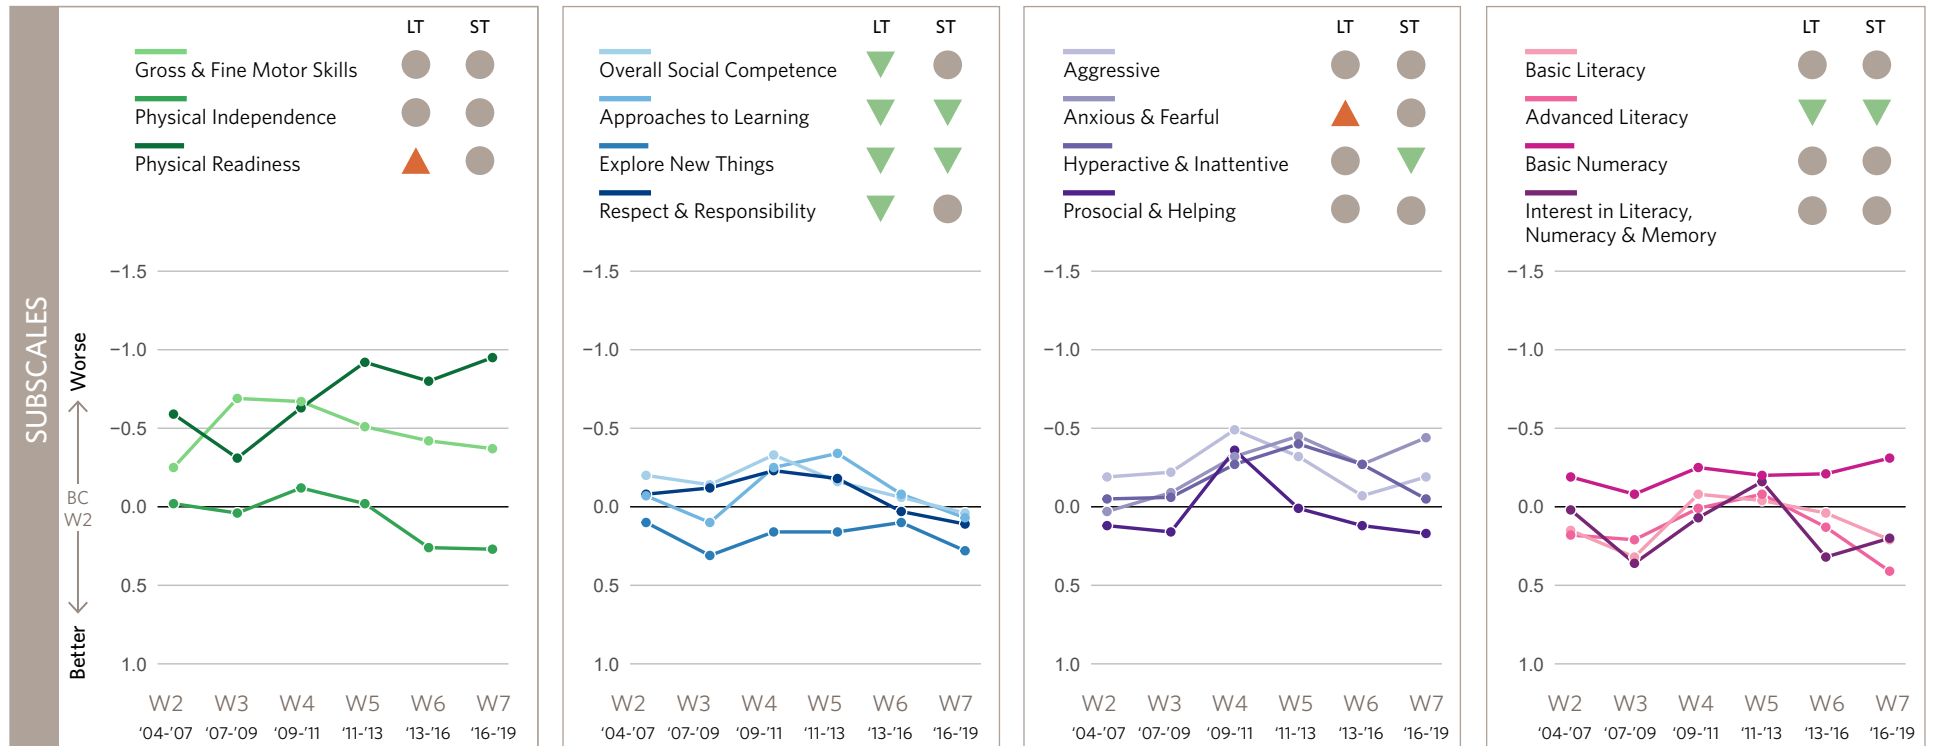 SUBSCALES
Worse
BC
W2
Better
LT ST
Gross & Fine Motor Skills
Physical Independence
Physical Readiness
−1.5
−1.0
−0.5
0.0
0.5
1.0
W2 W3 W4 W5 W6 W7
‘04-’07 ‘07-’09 ‘09-’11 ‘11-’13 ‘13-’16 ‘16-’19
LT ST
Overall Social Competence
Approaches to Learning
Explore New Things
Respect & Responsibility
−1.5
−1.0
−0.5
0.0
0.5
1.0
W2 W3 W4 W5 W6 W7
‘04-’07 ‘07-’09 ‘09-’11 ‘11-’13 ‘13-’16 ‘16-’19
LT ST
Aggressive
Anxious & Fearful
Hyperactive & Inattentive
Prosocial & Helping
−1.5
−1.0
−0.5
0.0
0.5
1.0
W2 W3 W4 W5 W6 W7
‘04-’07 ‘07-’09 ‘09-’11 ‘11-’13 ‘13-’16 ‘16-’19
LT ST
Basic Literacy
Advanced Literacy
Basic Numeracy
Interest in Literacy,
Numeracy & Memory
−1.5
−1.0
−0.5
0.0
0.5
1.0
W2 W3 W4 W5 W6 W7
‘04-’07 ‘07-’09 ‘09-’11 ‘11-’13 ‘13-’16 ‘16-’19